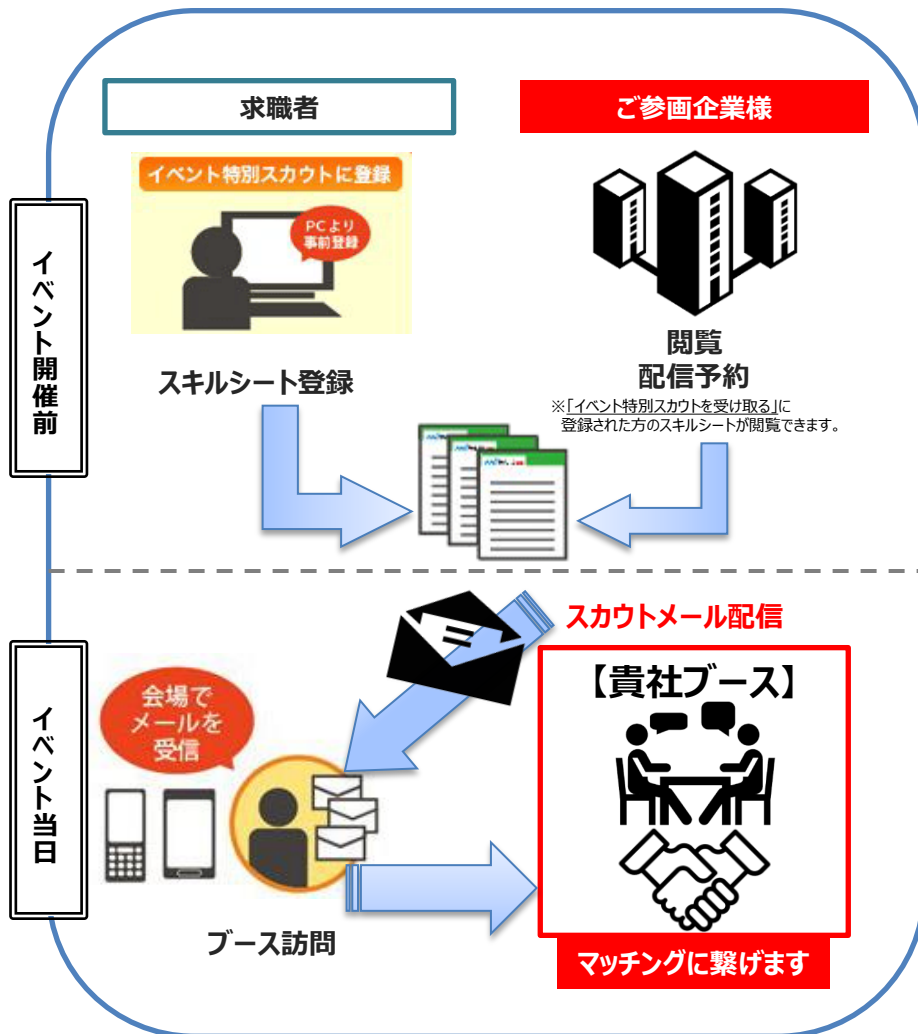 求職者
ご参画企業様
イベント開催前
イベント特別スカウトに登録
PCより
事前登録
スキルシート登録
閲覧
配信予約
※「イベント特別スカウトを受け取る」に
登録された方のスキルシートが閲覧できます。
イベント当日
スカウトメール配信
会場で
メールを
受信
【貴社ブース】
ブース訪問
マッチングに繋げます